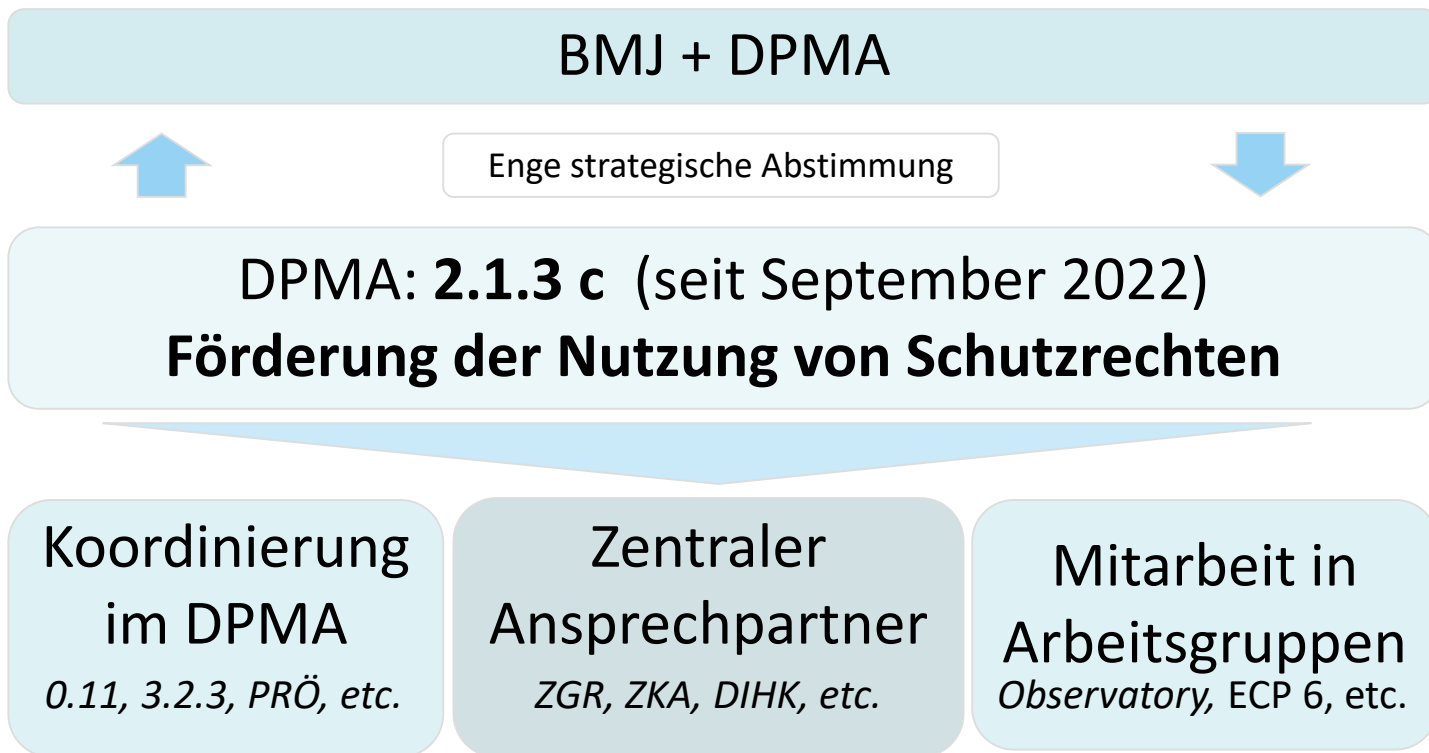 BMJ + DPMA
Enge strategische Abstimmung
DPMA: 2.1.3 c (seit September 2022)
Förderung der Nutzung von Schutzrechten
Koordinierung
im DPMA
0.11, 3.2.3, PRÖ, etc.
Zentraler
Ansprechpartner
ZGR, ZKA, DIHK, etc.
Mitarbeit in
Arbeitsgruppen
Observatory, ECP 6, etc.